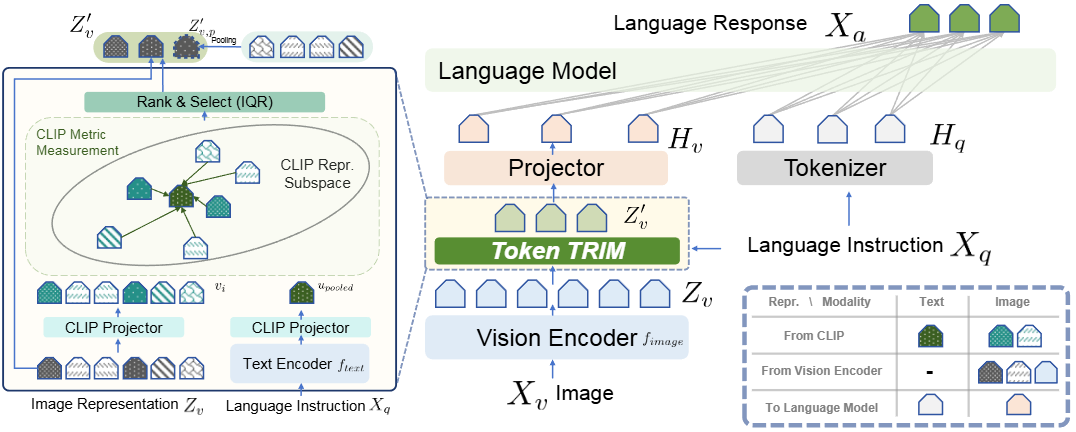 Z'_v
Z'_{v,p}
Pooling
Rank & Select (IQR)
CLIP Metric
Measurement
CLIP Repr.
Subspace
v_i
u_{pooled}
CLIP Projector
CLIP Projector
Text Encoder f_{text}
Image Representation Z_v
Language Instruction X_q
Language Response X_a
Language Model
H_v
H_q
Projector
Tokenizer
Z'_v
Token TRIM
Language Instruction X_q
Z_v
Vision Encoder f_{image}
X_v Image
Repr. \ Modality Text Image
From CLIP
From Vision Encoder -
To Language Model